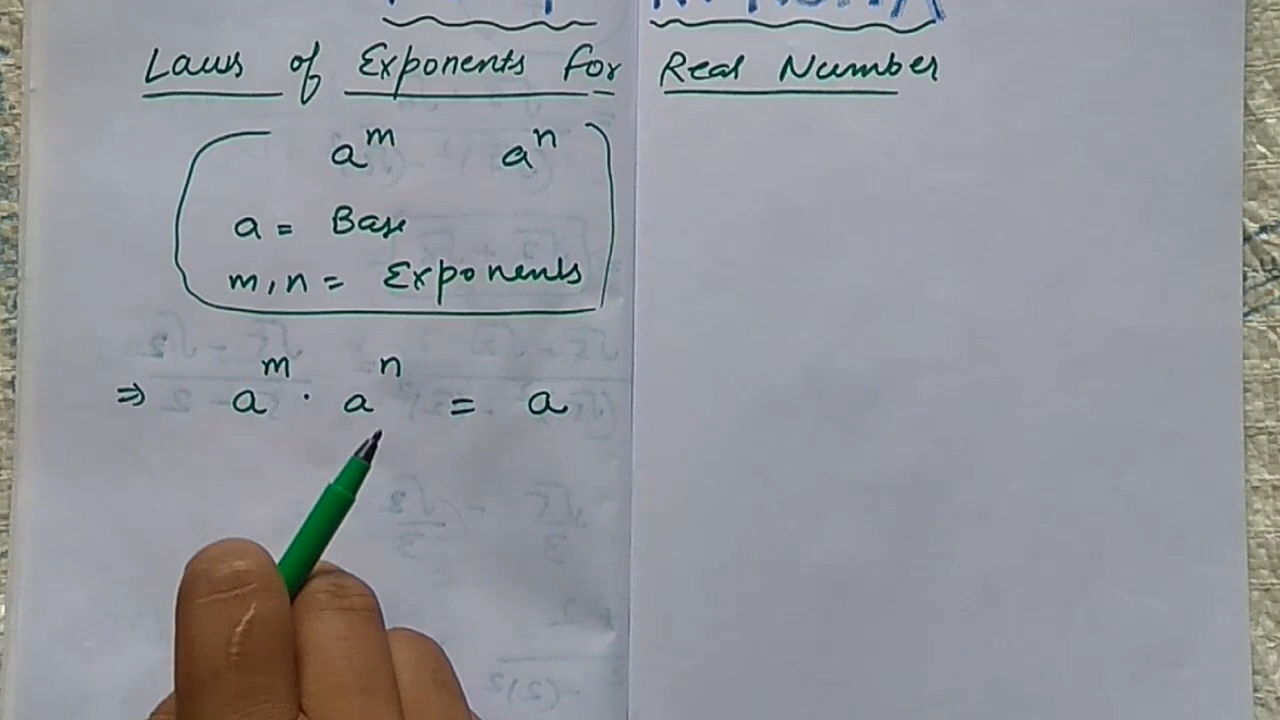 Laws of Exponents for Real Number
a^m a^n
a = Base
m, n = Exponents
⇒ a^m · a^n = a